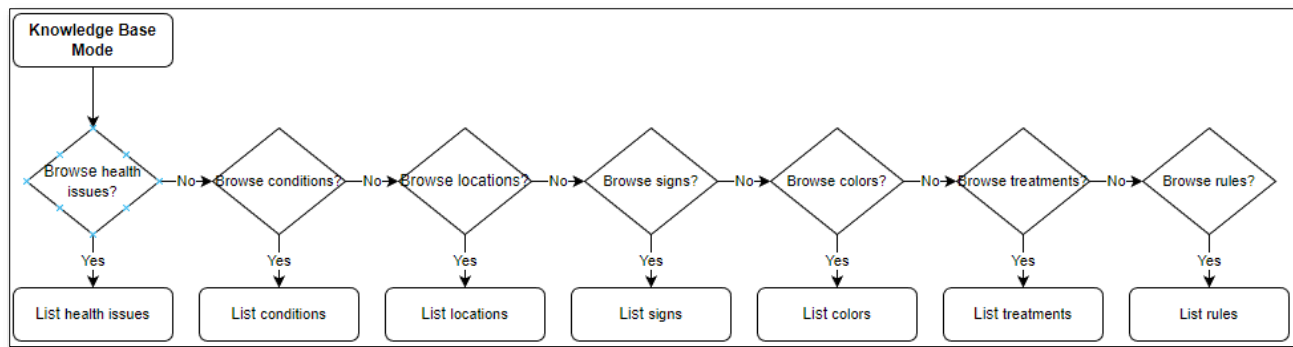 Knowledge Base
Mode
Browse health
issues?
No
Browse conditions?
No
Browse locations?
No
Browse signs?
No
Browse colors?
No
Browse treatments?
No
Browse rules?
Yes
Yes
Yes
Yes
Yes
Yes
Yes
List health issues
List conditions
List locations
List signs
List colors
List treatments
List rules